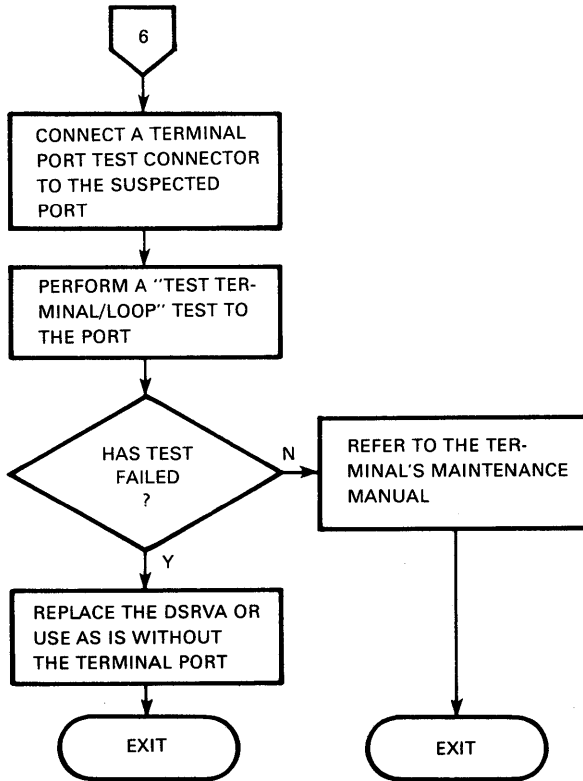 6
CONNECT A TERMINAL
PORT TEST CONNECTOR
TO THE SUSPECTED
PORT
PERFORM A "TEST TER-
MINAL/LOOP" TEST TO
THE PORT
HAS TEST
FAILED
?
N
REFER TO THE TER-
MINAL'S MAINTENANCE
MANUAL
Y
REPLACE THE DSRVA OR
USE AS IS WITHOUT
THE TERMINAL PORT
EXIT
EXIT